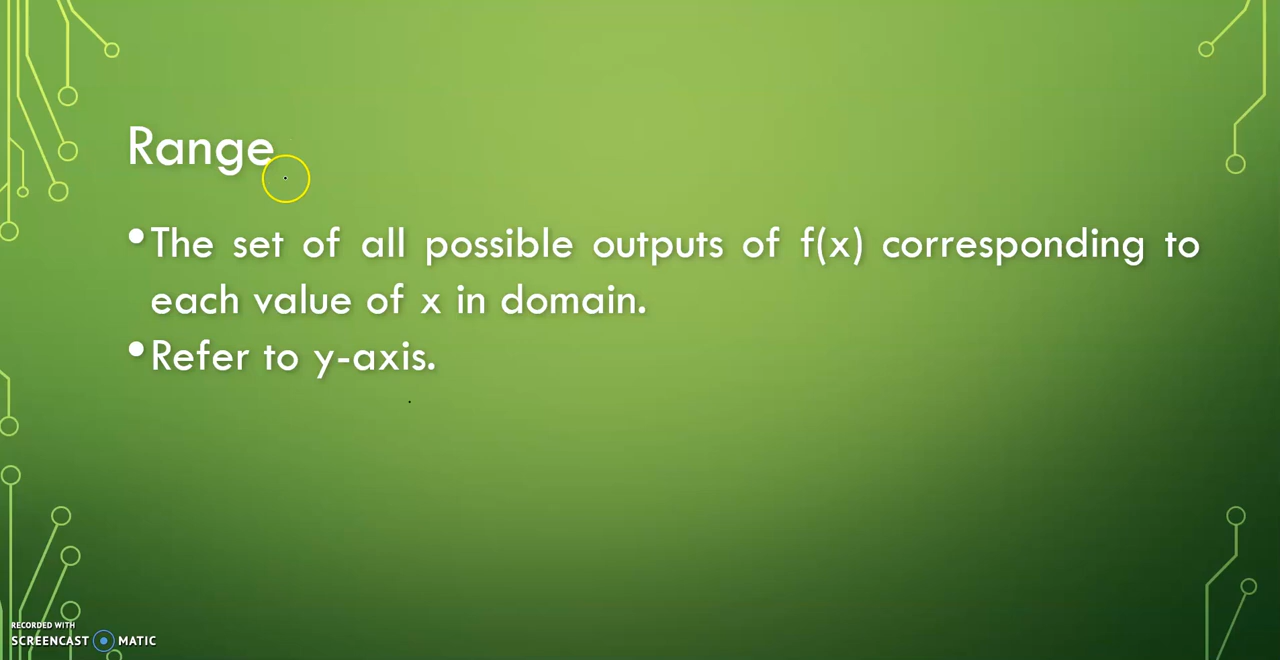 Range
•The set of all possible outputs of f(x) corresponding to
each value of x in domain.
•Refer to y-axis.
RECORDED WITH
SCREENCAST MATIC